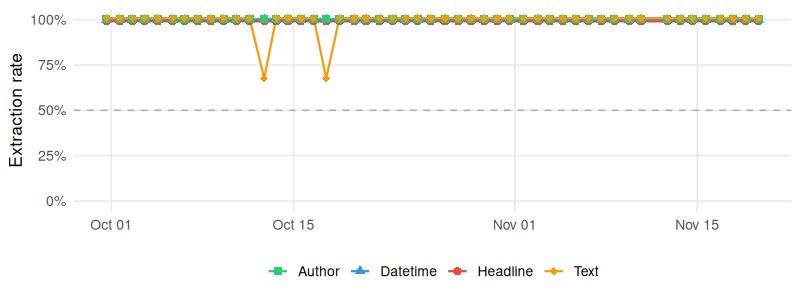 Extraction rate
100%
75%
50%
25%
0%
Oct 01
Oct 15
Nov 01
Nov 15
Author
Datetime
Headline
Text